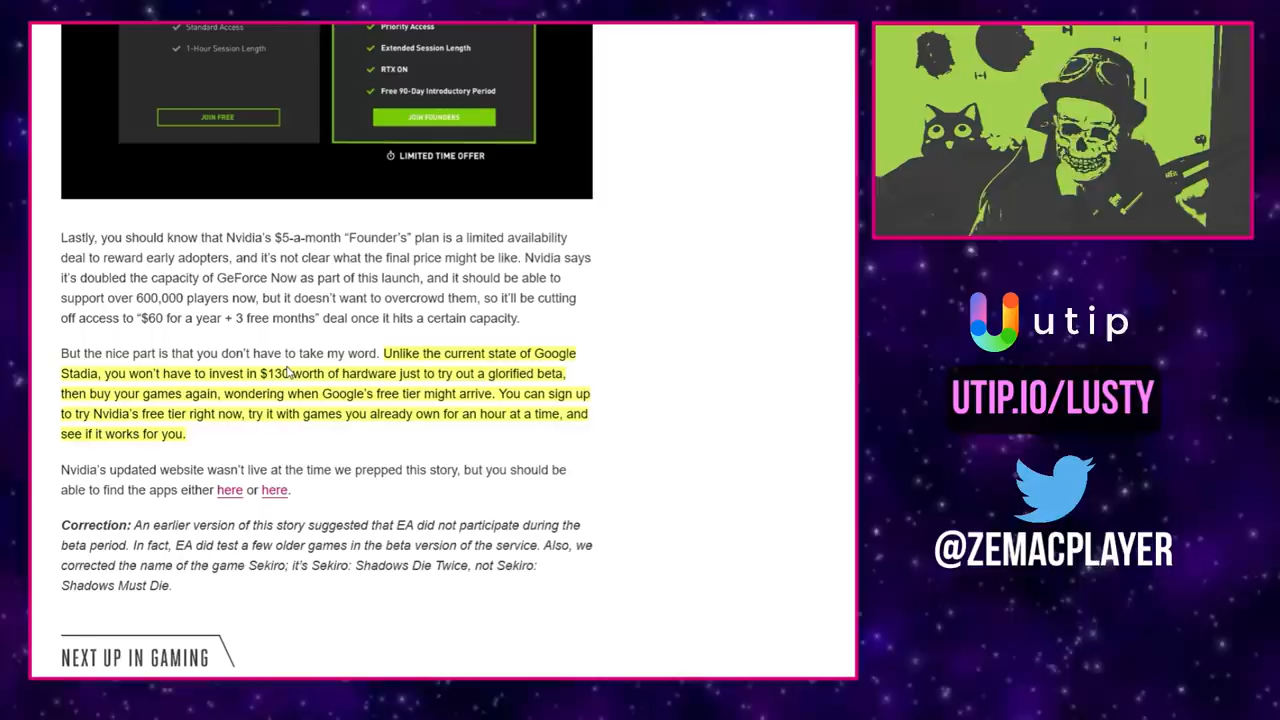 Standard Access
1-Hour Session Length
JOIN FREE
Priority Access
Extended Session Length
RTX ON
Free 90-Day Introductory Period
JOIN FOUNDERS
LIMITED TIME OFFER
Lastly, you should know that Nvidia's $5-a-month “Founder's” plan is a limited availability
deal to reward early adopters, and it's not clear what the final price might be like. Nvidia says
it's doubled the capacity of GeForce Now as part of this launch, and it should be able to
support over 600,000 players now, but it doesn't want to overcrowd them, so it'll be cutting
off access to “$60 for a year + 3 free months” deal once it hits a certain capacity.
But the nice part is that you don't have to take my word. Unlike the current state of Google
Stadia, you won't have to invest in $130 worth of hardware just to try out a glorified beta,
then buy your games again, wondering when Google's free tier might arrive. You can sign up
to try Nvidia's free tier right now, try it with games you already own for an hour at a time, and
see if it works for you.
Nvidia's updated website wasn't live at the time we prepped this story, but you should be
able to find the apps either here or here.
Correction: An earlier version of this story suggested that EA did not participate during the
beta period. In fact, EA did test a few older games in the beta version of the service. Also, we
corrected the name of the game Sekiro; it's Sekiro: Shadows Die Twice, not Sekiro:
Shadows Must Die.
NEXT UP IN GAMING
utip
UTIP.IO/LUSTY
@ZEMACPLAYER